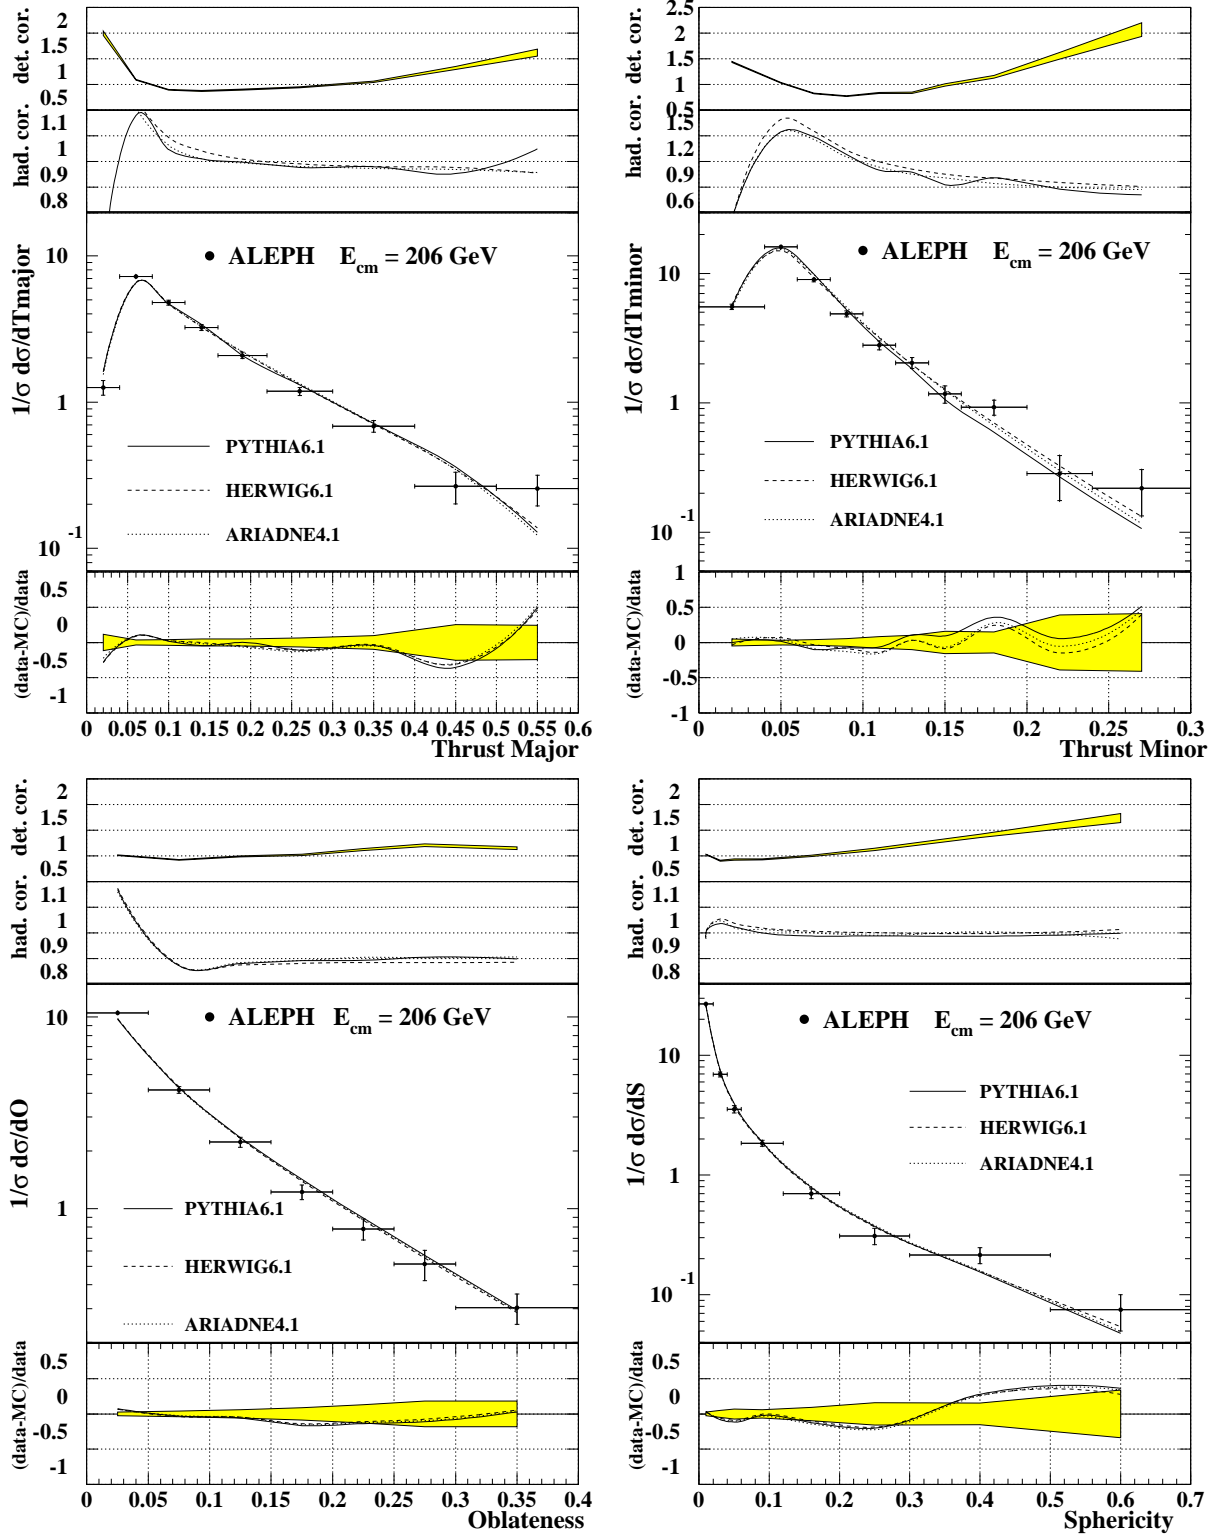 det. cor.
2
1.5
1
0.5
had. cor.
1.1
1
0.9
0.8
1/σ dσ/dTmajor
10
1
10 -1
ALEPH Ecm = 206 GeV
PYTHIA6.1
HERWIG6.1
ARIADNE4.1
(data-MC)/data
0.5
0
-0.5
-1
0 0.05 0.1 0.15 0.2 0.25 0.3 0.35 0.4 0.45 0.5 0.55 0.6
Thrust Major
det. cor.
2.5
2
1.5
1
0.5
had. cor.
1.5
1.2
0.9
0.6
1/σ dσ/dTminor
10
1
10 -1
ALEPH Ecm = 206 GeV
PYTHIA6.1
HERWIG6.1
ARIADNE4.1
(data-MC)/data
1
0.5
0
-0.5
-1
0 0.05 0.1 0.15 0.2 0.25 0.3
Thrust Minor
det. cor.
2
1.5
1
0.5
had. cor.
1.1
1
0.9
0.8
1/σ dσ/dO
10
1
ALEPH Ecm = 206 GeV
PYTHIA6.1
HERWIG6.1
ARIADNE4.1
(data-MC)/data
0.5
0
-0.5
-1
0 0.05 0.1 0.15 0.2 0.25 0.3 0.35 0.4
Oblateness
det. cor.
2
1.5
1
0.5
had. cor.
1.1
1
0.9
0.8
1/σ dσ/dS
10
1
10 -1
ALEPH Ecm = 206 GeV
PYTHIA6.1
HERWIG6.1
ARIADNE4.1
(data-MC)/data
0.5
0
-0.5
-1
0 0.1 0.2 0.3 0.4 0.5 0.6 0.7
Sphericity